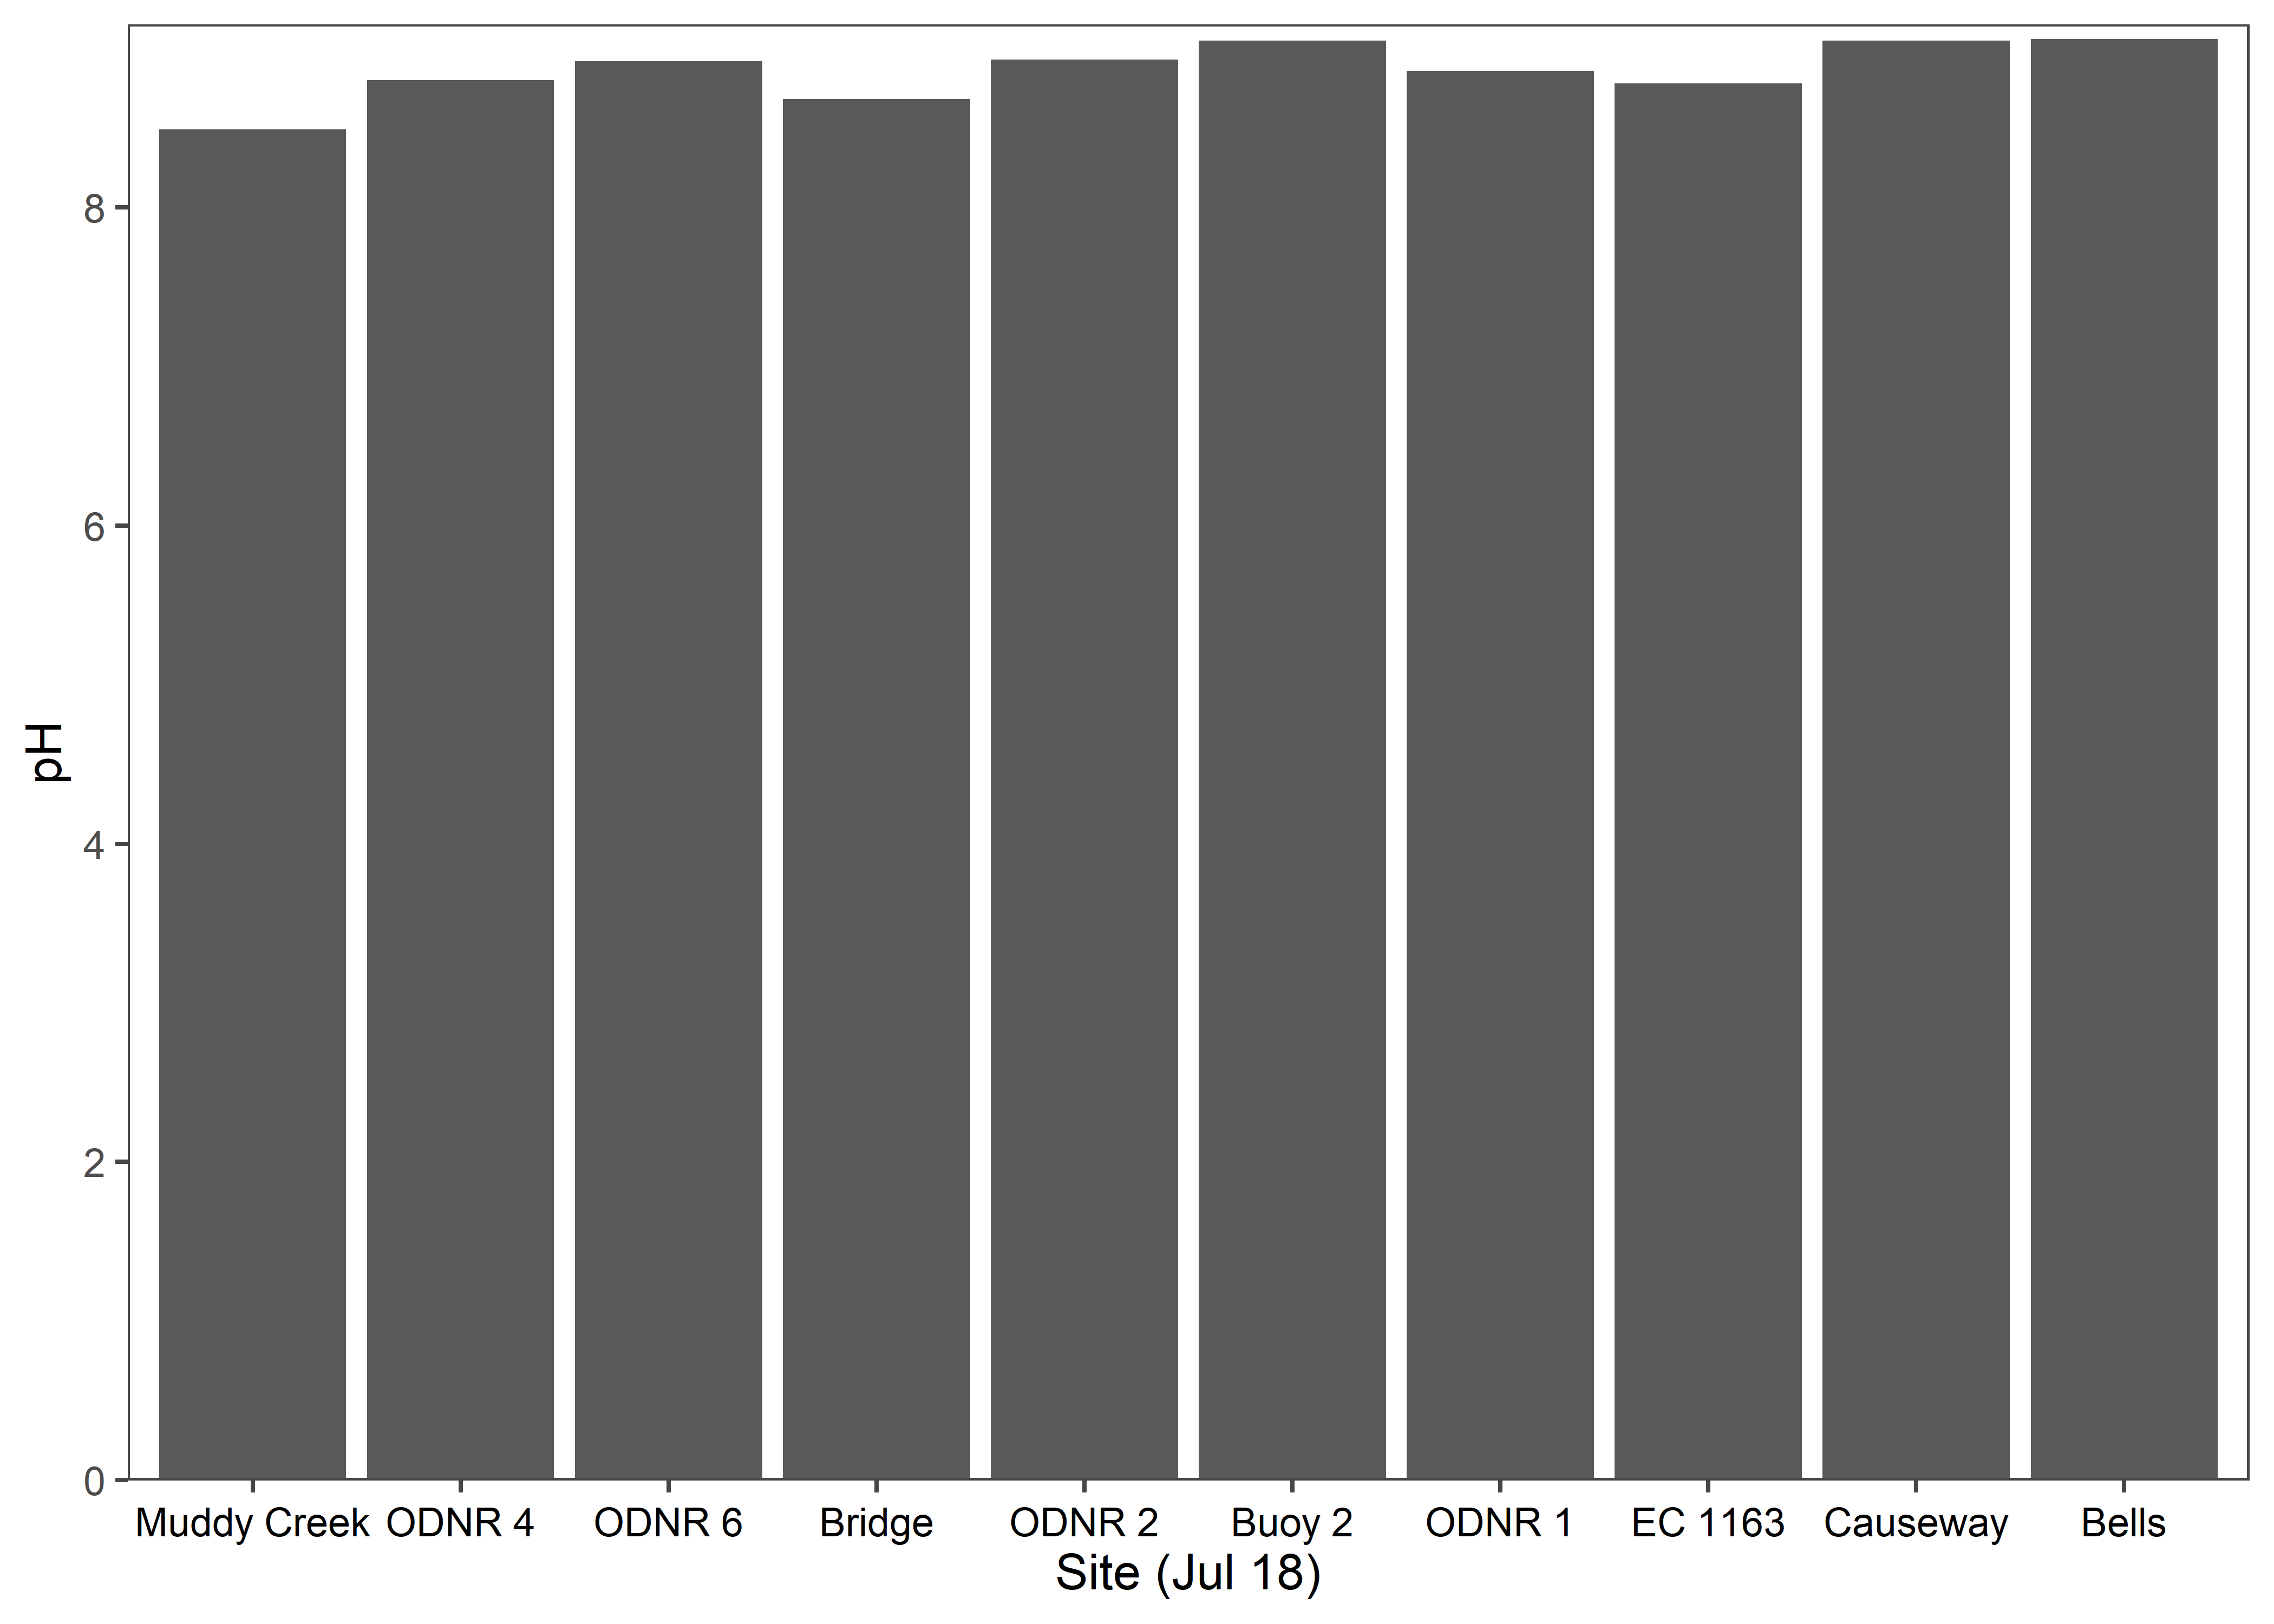 pH
8
6
4
2
0
Muddy Creek ODNR 4 ODNR 6 Bridge ODNR 2 Buoy 2 ODNR 1 EC 1163 Causeway Bells
Site (Jul 18)